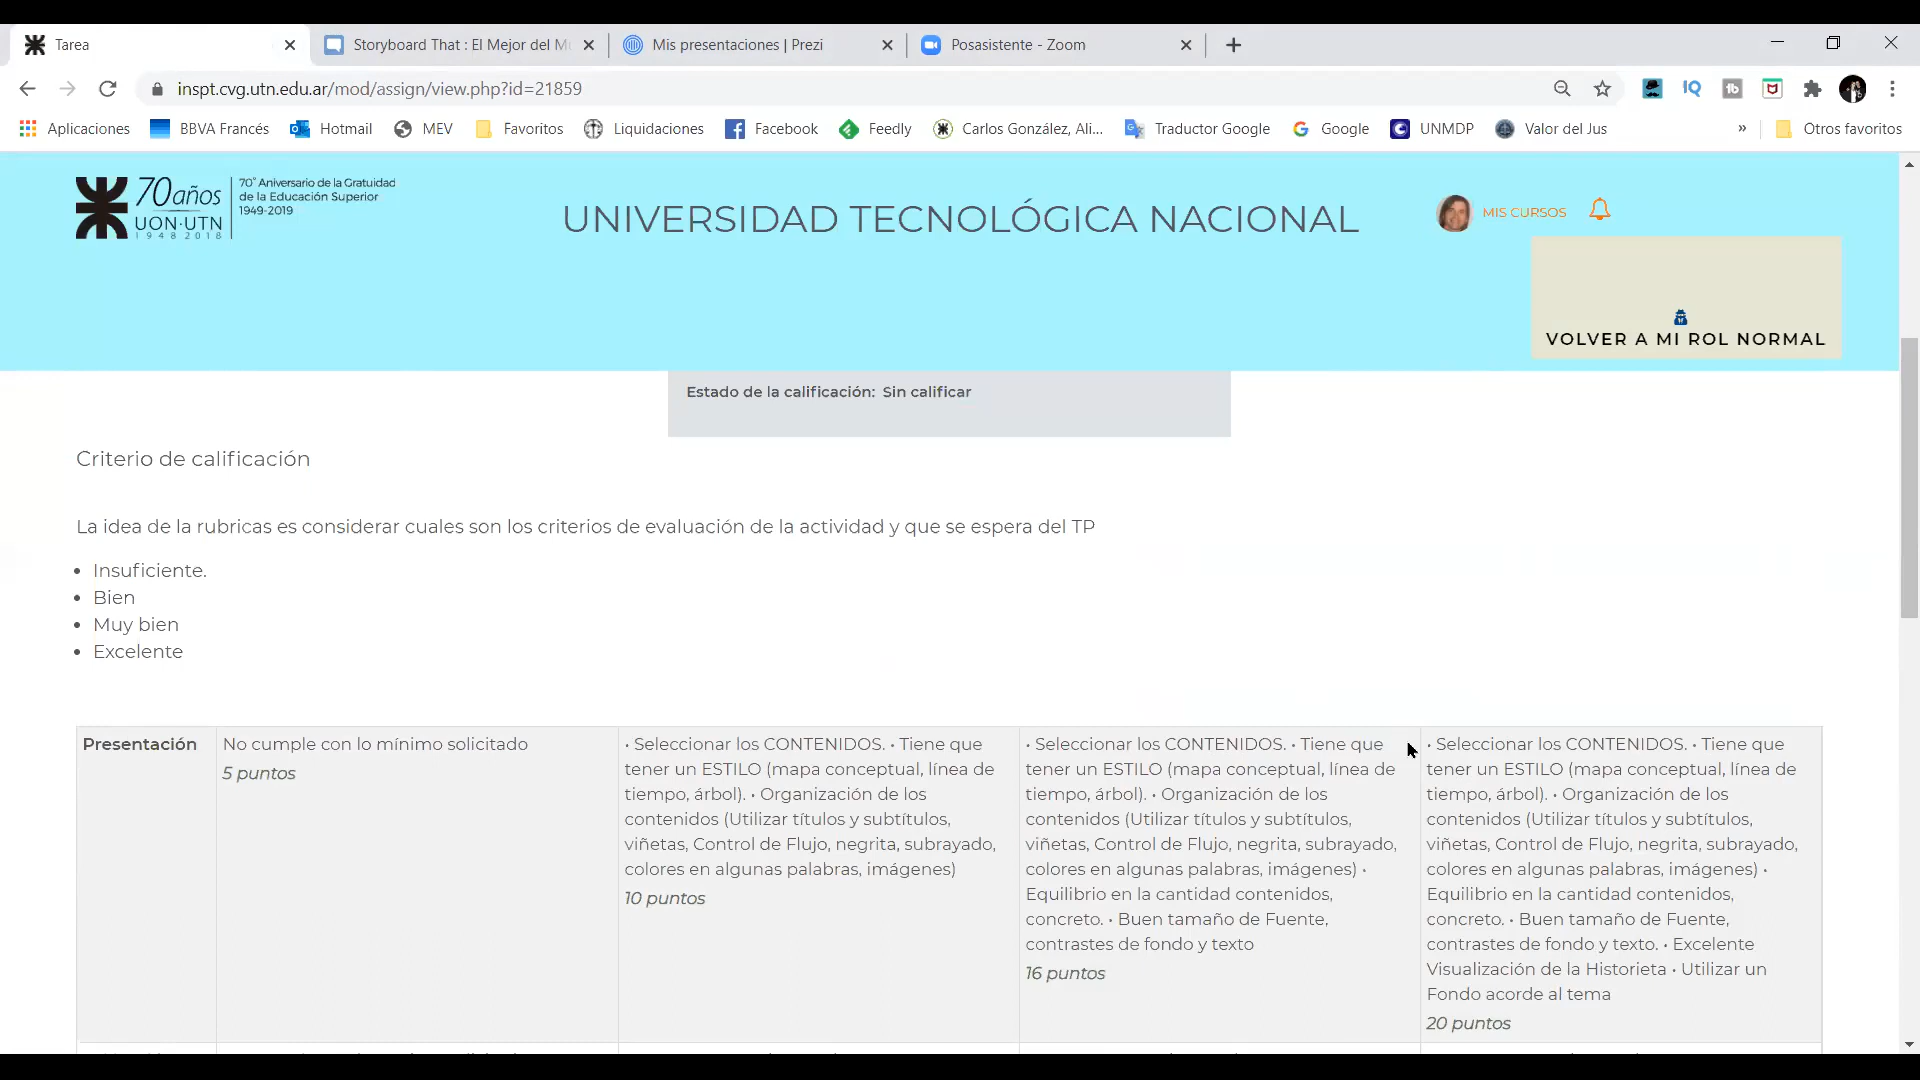 Tarea
Storyboard That : El Mejor del M
Mis presentaciones | Prezi
Posasistente - Zoom
inspt.cvg.utn.edu.ar/mod/assign/view.php?id=21859
Aplicaciones
BBVA Francés
Hotmail
MEV
Favoritos
Liquidaciones
Facebook
Feedly
Carlos González, Ali...
Traductor Google
Google
UNMDP
Valor del Jus
»
Otros favoritos
70años
UON·UTN
1948 2018
70° Aniversario de la Gratuidad
de la Educación Superior
1949-2019
UNIVERSIDAD TECNOLÓGICA NACIONAL
MIS CURSOS
VOLVER A MI ROL NORMAL
Estado de la calificación: Sin calificar
Criterio de calificación
La idea de la rubricas es considerar cuales son los criterios de evaluación de la actividad y que se espera del TP
• Insuficiente.
• Bien
• Muy bien
• Excelente
Presentación
No cumple con lo mínimo solicitado
5 puntos
• Seleccionar los CONTENIDOS. • Tiene que
tener un ESTILO (mapa conceptual, línea de
tiempo, árbol). • Organización de los
contenidos (Utilizar títulos y subtítulos,
viñetas, Control de Flujo, negrita, subrayado,
colores en algunas palabras, imágenes)
10 puntos
• Seleccionar los CONTENIDOS. • Tiene que
tener un ESTILO (mapa conceptual, línea de
tiempo, árbol). • Organización de los
contenidos (Utilizar títulos y subtítulos,
viñetas, Control de Flujo, negrita, subrayado,
colores en algunas palabras, imágenes) •
Equilibrio en la cantidad contenidos,
concreto. • Buen tamaño de Fuente,
contrastes de fondo y texto
16 puntos
• Seleccionar los CONTENIDOS. • Tiene que
tener un ESTILO (mapa conceptual, línea de
tiempo, árbol). • Organización de los
contenidos (Utilizar títulos y subtítulos,
viñetas, Control de Flujo, negrita, subrayado,
colores en algunas palabras, imágenes) •
Equilibrio en la cantidad contenidos,
concreto. • Buen tamaño de Fuente,
contrastes de fondo y texto. • Excelente
Visualización de la Historieta • Utilizar un
Fondo acorde al tema
20 puntos